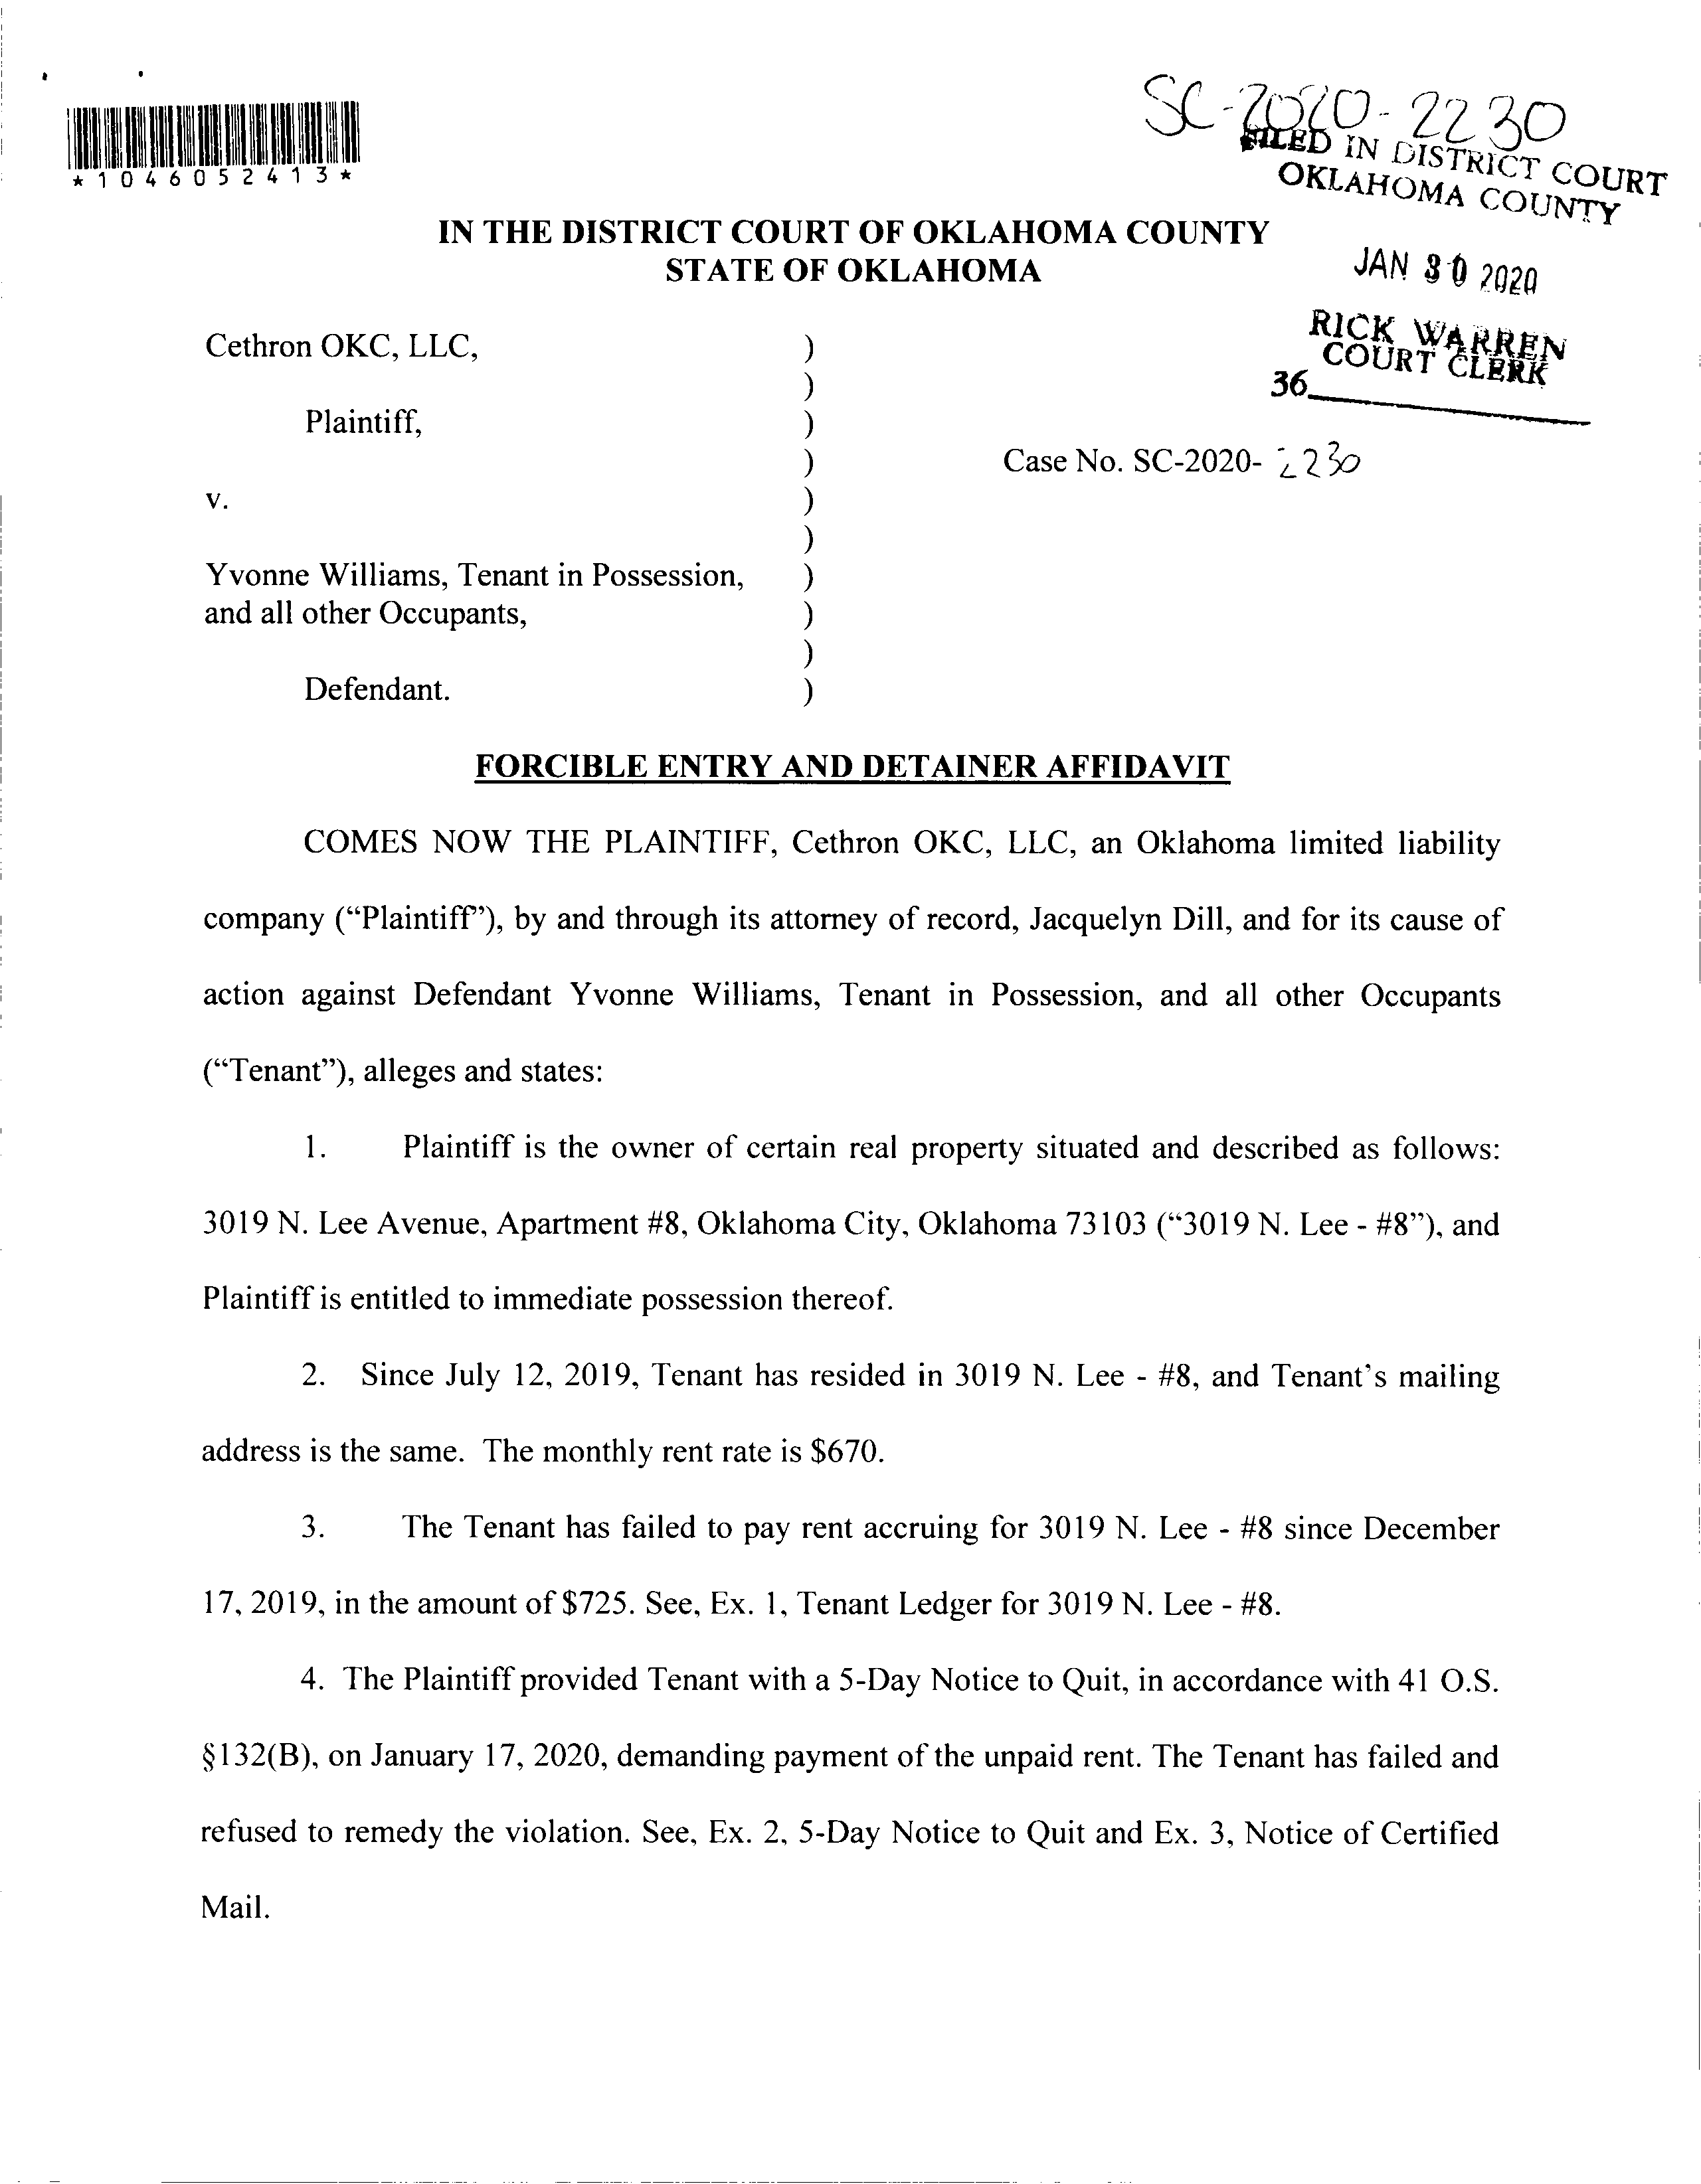 SC-2020-2230
FILED IN DISTRICT COURT
OKLAHOMA COUNTY
*1046052413*
IN THE DISTRICT COURT OF OKLAHOMA COUNTY
STATE OF OKLAHOMA
JAN 30 2020
RICK WARREN
COURT CLERK
36
Cethron OKC, LLC, )
)
Plaintiff, )
) Case No. SC-2020- 2230
v. )
)
Yvonne Williams, Tenant in Possession, )
and all other Occupants, )
)
Defendant. )
FORCIBLE ENTRY AND DETAINER AFFIDAVIT
COMES NOW THE PLAINTIFF, Cethron OKC, LLC, an Oklahoma limited liability
company (“Plaintiff”), by and through its attorney of record, Jacquelyn Dill, and for its cause of
action against Defendant Yvonne Williams, Tenant in Possession, and all other Occupants
(“Tenant”), alleges and states:
1. Plaintiff is the owner of certain real property situated and described as follows:
3019 N. Lee Avenue, Apartment #8, Oklahoma City, Oklahoma 73103 (“3019 N. Lee - #8”), and
Plaintiff is entitled to immediate possession thereof.
2. Since July 12, 2019, Tenant has resided in 3019 N. Lee - #8, and Tenant’s mailing
address is the same. The monthly rent rate is $670.
3. The Tenant has failed to pay rent accruing for 3019 N. Lee - #8 since December
17, 2019, in the amount of $725. See, Ex. 1, Tenant Ledger for 3019 N. Lee - #8.
4. The Plaintiff provided Tenant with a 5-Day Notice to Quit, in accordance with 41 O.S.
§132(B), on January 17, 2020, demanding payment of the unpaid rent. The Tenant has failed and
refused to remedy the violation. See, Ex. 2, 5-Day Notice to Quit and Ex. 3, Notice of Certified
Mail.